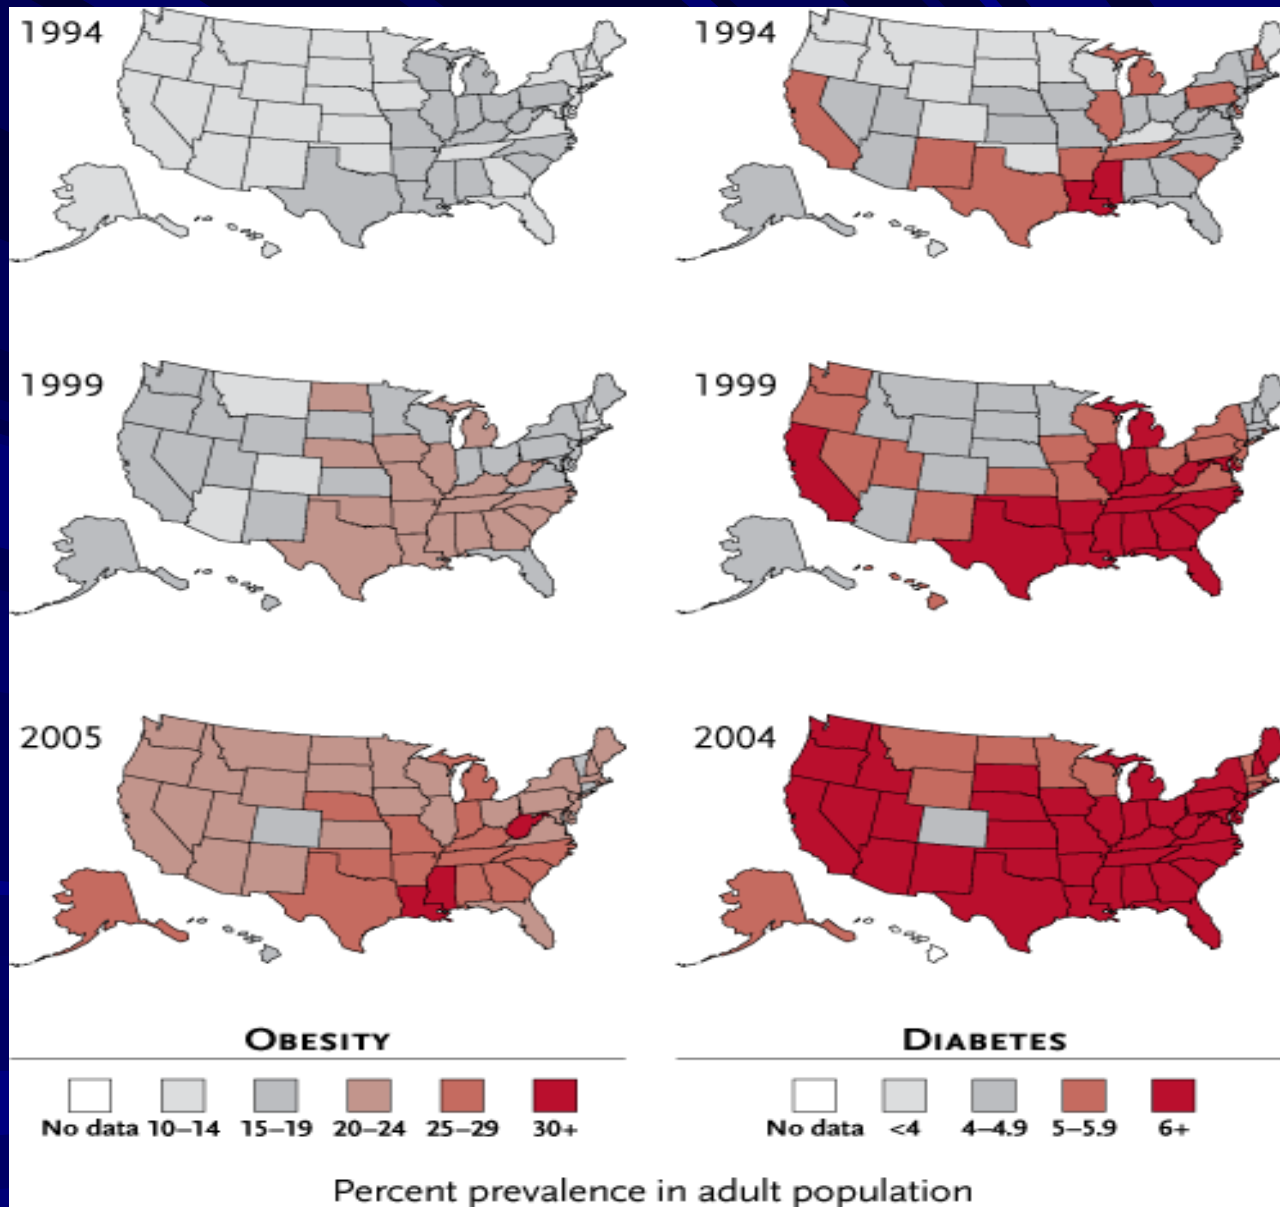 1994
1994
1999
1999
2005
2004
OBESITY
DIABETES
No data 10–14 15–19 20–24 25–29 30+
No data <4 4–4.9 5–5.9 6+
Percent prevalence in adult population